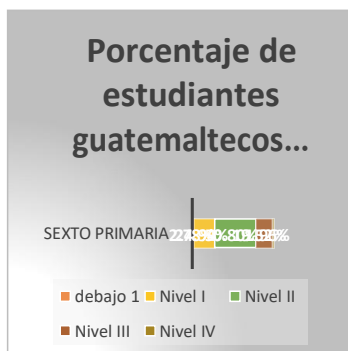 Porcentaje de
estudiantes
guatemaltecos...
SEXTO PRIMARIA
debajo 1 Nivel I Nivel II
Nivel III Nivel IV